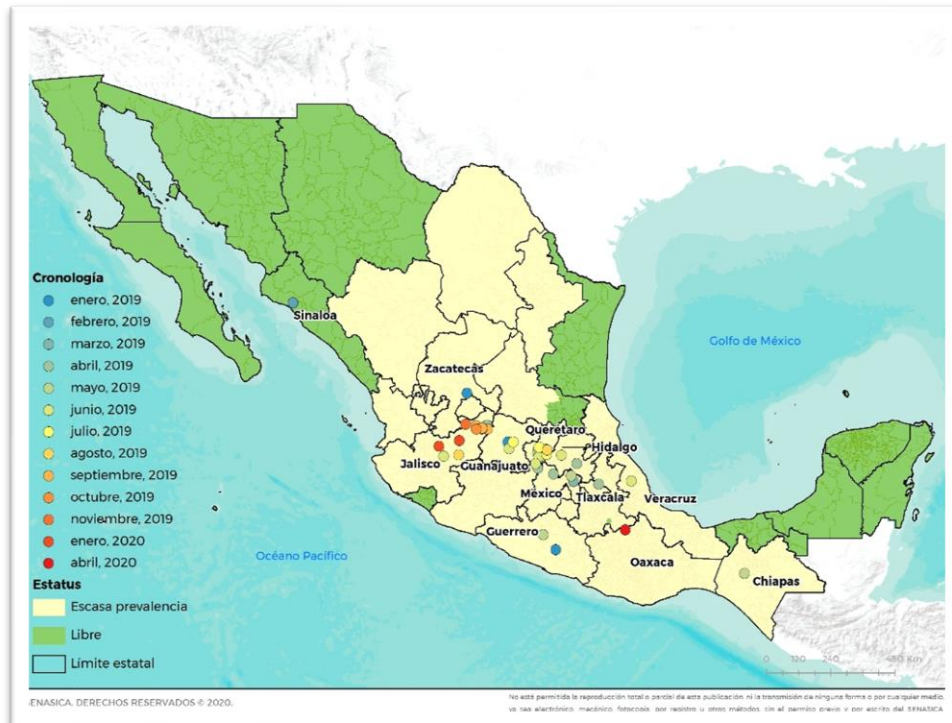 Cronología
enero, 2019
febrero, 2019
marzo, 2019
abril, 2019
mayo, 2019
junio, 2019
julio, 2019
agosto, 2019
septiembre, 2019
octubre, 2019
noviembre, 2019
enero, 2020
abril, 2020
Estatus
Escasa prevalencia
Libre
Límite estatal
Sinaloa
Zacatecas
Golfo de México
Querétaro
Hidalgo
Jalisco
Guanajuato
México
Tlaxcala
Veracruz
Guerrero
Oaxaca
Chiapas
Océano Pacífico
0 120 240 480 Km
ENASICA. DERECHOS RESERVADOS © 2020.
No está permitida la reproducción total o parcial de esta publicación ni la transmisión de ninguna forma o por cualquier medio,
ya sea electrónico, mecánico, fotocopia, por registro u otros métodos, sin el permiso previo y por escrito del SENASICA